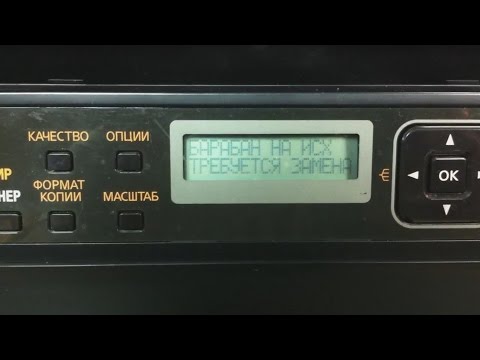 КАЧЕСТВО ОПЦИИ
БАРАБАН НА ИСХ
ТРЕБУЕТСЯ ЗАМЕНА
ФОРМАТ
КОПИИ
МАСШТАБ
OK